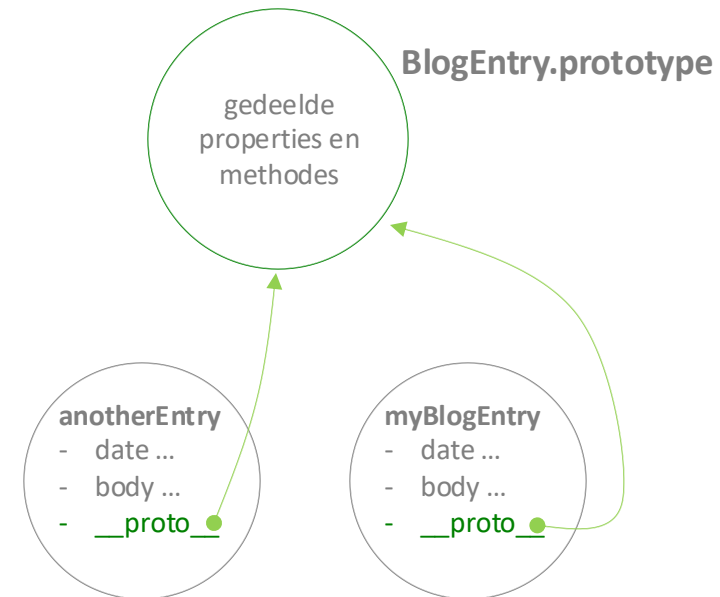 BlogEntry.prototype
gedeelde
properties en
methodes
anotherEntry
- date ...
- body ...
- __proto__
myBlogEntry
- date ...
- body ...
- __proto__